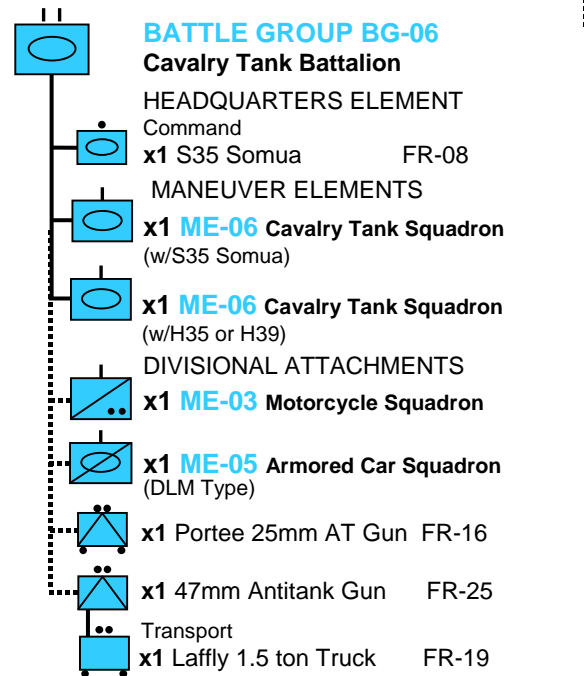 BATTLE GROUP BG-06
Cavalry Tank Battalion
HEADQUARTERS ELEMENT
Command
x1 S35 Somua FR-08
MANEUVER ELEMENTS
x1 ME-06 Cavalry Tank Squadron
(w/S35 Somua)
x1 ME-06 Cavalry Tank Squadron
(w/H35 or H39)
DIVISIONAL ATTACHMENTS
x1 ME-03 Motorcycle Squadron
x1 ME-05 Armored Car Squadron
(DLM Type)
x1 Portee 25mm AT Gun FR-16
x1 47mm Antitank Gun FR-25
Transport
x1 Laffly 1.5 ton Truck FR-19